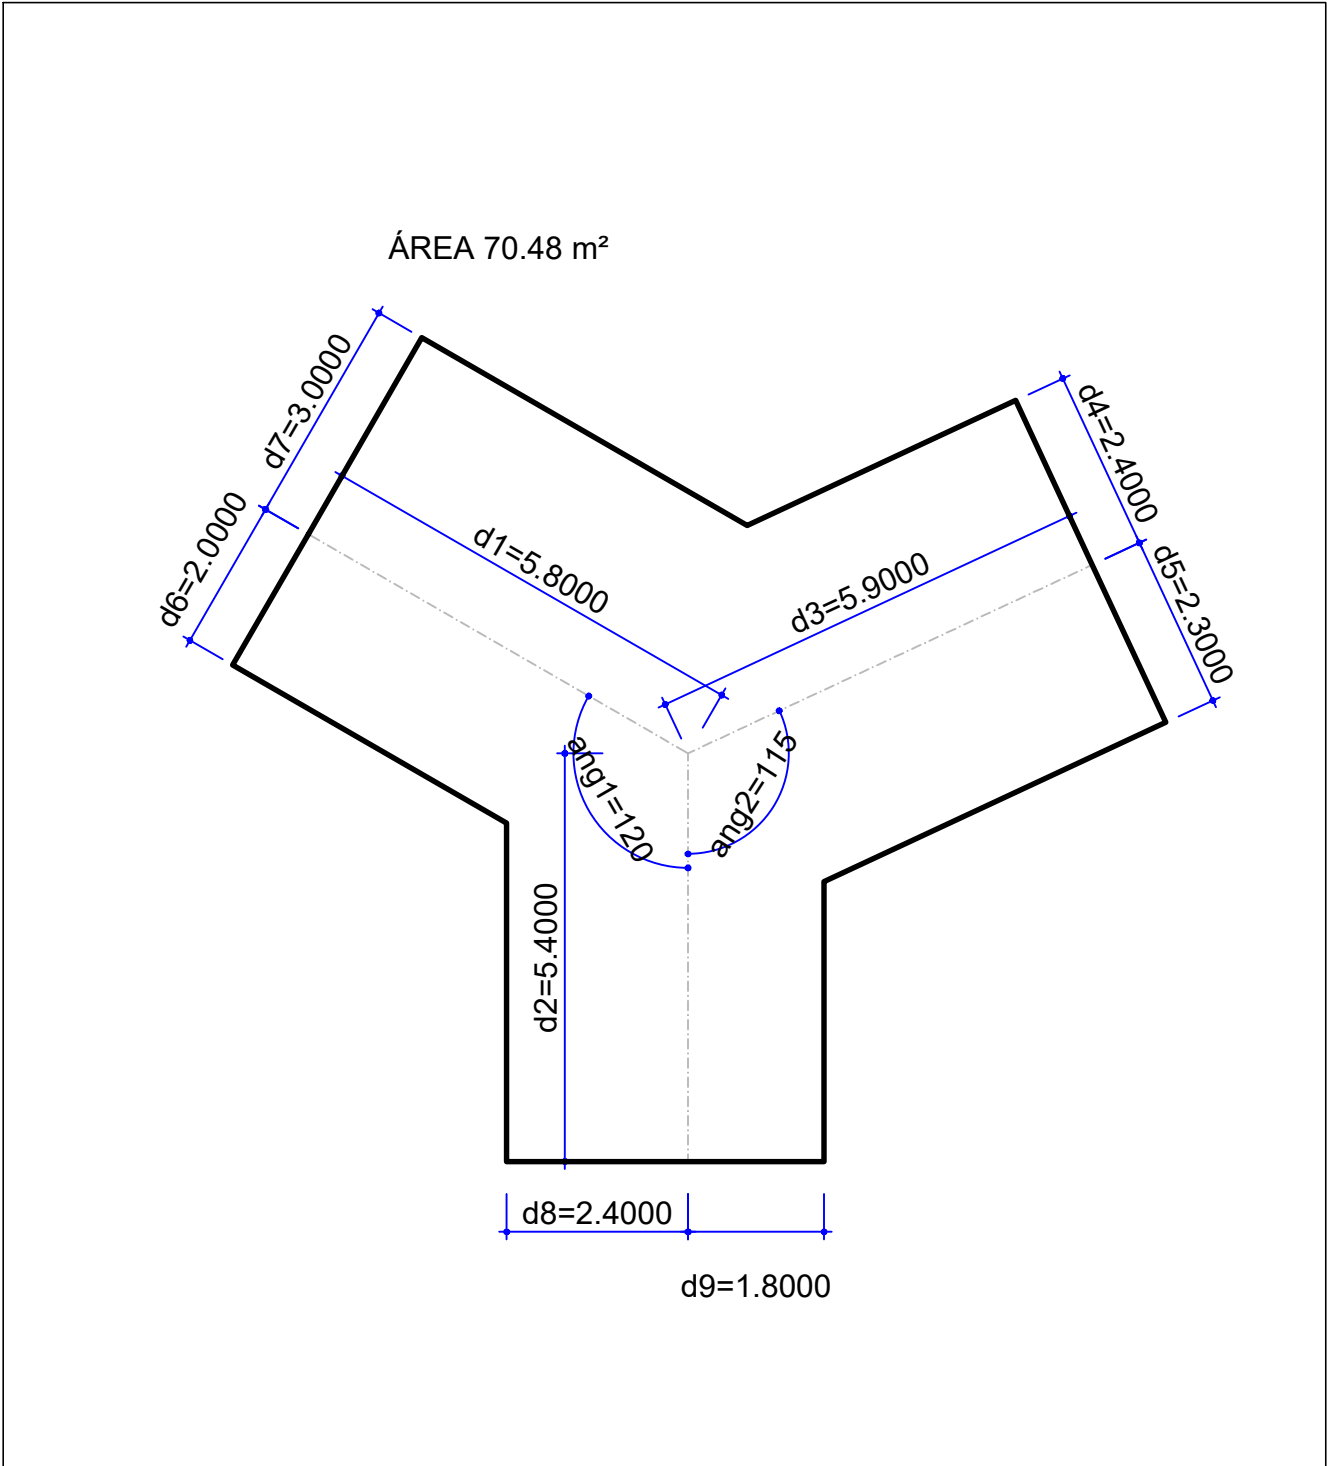 ÁREA 70.48 m²
d7=3.0000
d4=2.4000
d6=2.0000
d1=5.8000
d3=5.9000
d5=2.3000
ang1=120
ang2=115
d2=5.4000
d8=2.4000
d9=1.8000